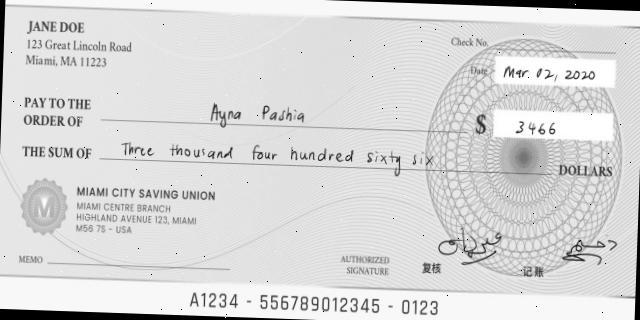 JANE DOE
123 Great Lincoln Road
Miami, MA 11223
Check No.
Date Mar. 02, 2020
PAY TO THE
ORDER OF Ayna Pashia
$ 3466
THE SUM OF Three thousand four hundred sixty six
DOLLARS
M
MIAMI CITY SAVING UNION
MIAMI CENTRE BRANCH
HIGHLAND AVENUE 123, MIAMI
M56 7S - USA
MEMO
AUTHORIZED
SIGNATURE
复核
记账
A1234 - 556789012345 - 0123